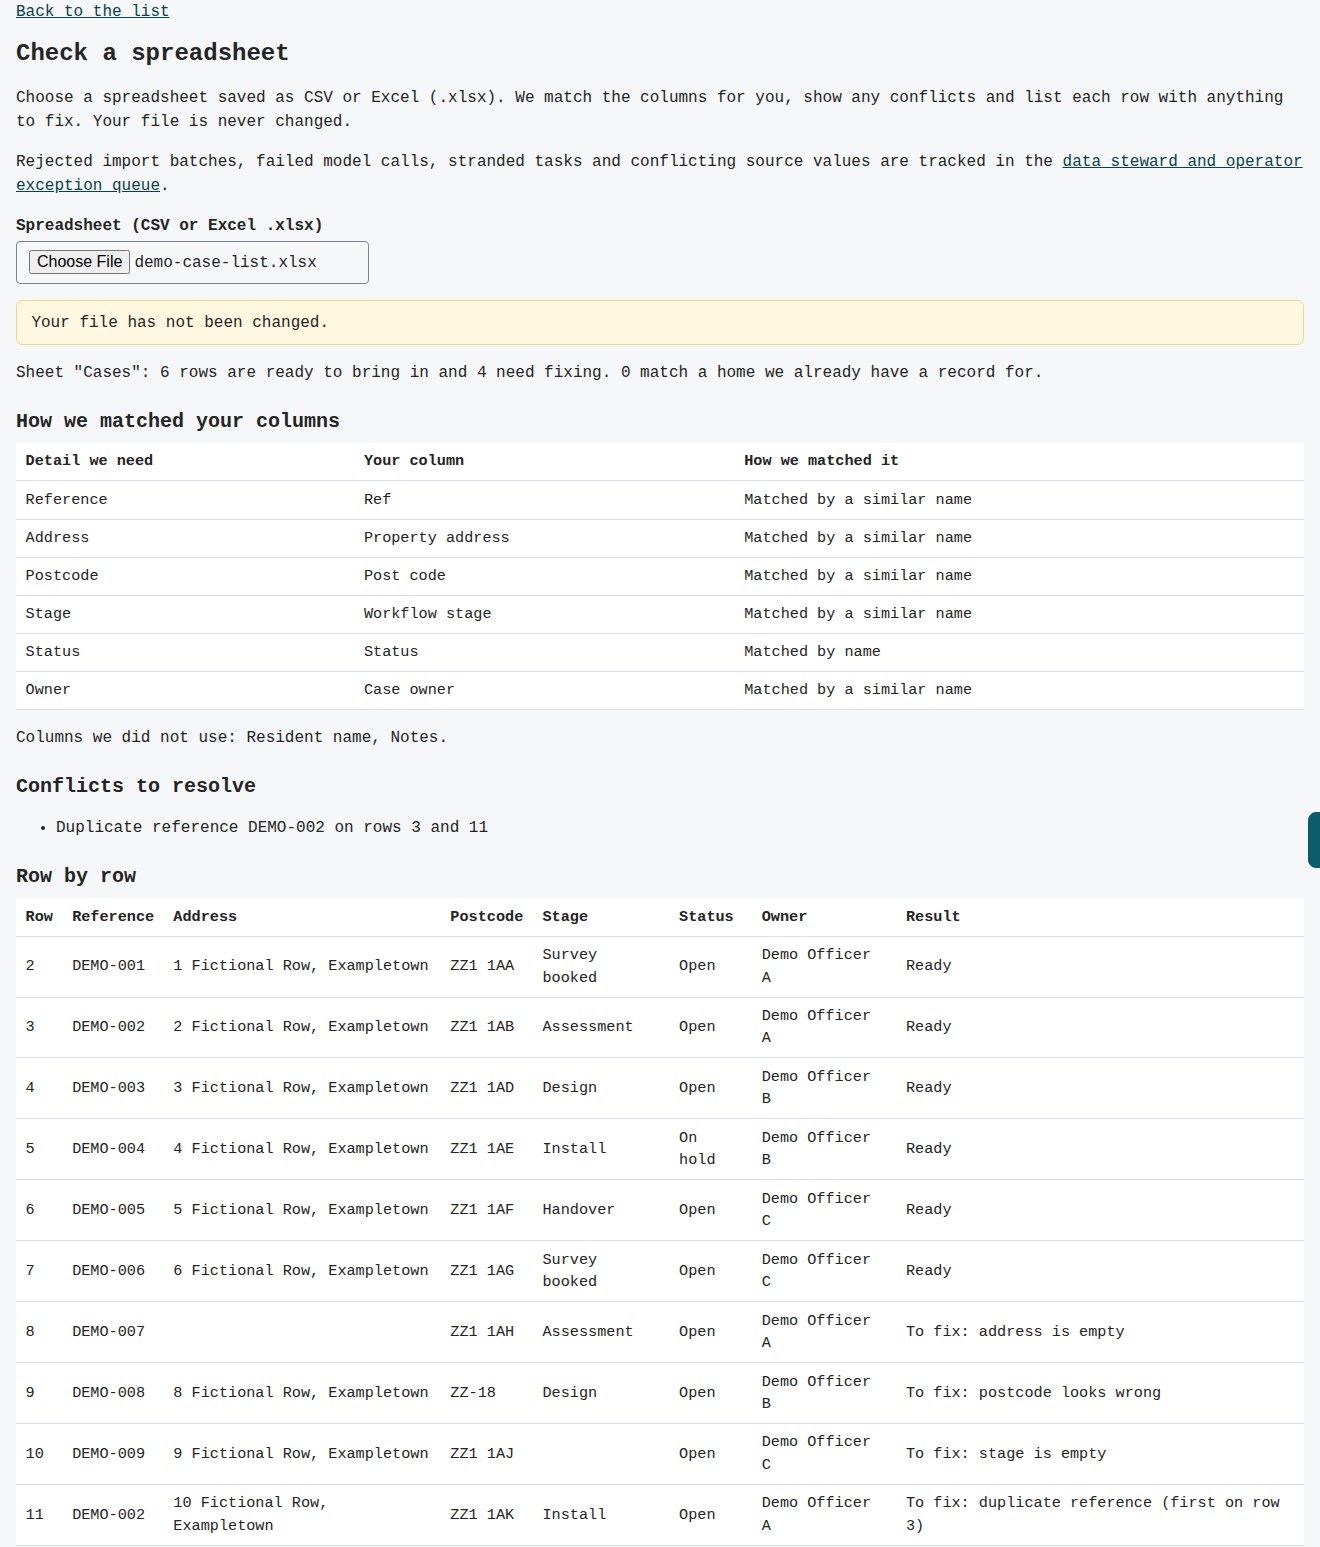 Back to the list
Check a spreadsheet
Choose a spreadsheet saved as CSV or Excel (.xlsx). We match the columns for you, show any conflicts and list each row with anything
to fix. Your file is never changed.
Rejected import batches, failed model calls, stranded tasks and conflicting source values are tracked in the data steward and operator
exception queue.
Spreadsheet (CSV or Excel .xlsx)
Choose File demo-case-list.xlsx
Your file has not been changed.
Sheet "Cases": 6 rows are ready to bring in and 4 need fixing. 0 match a home we already have a record for.
How we matched your columns
Detail we need Your column How we matched it
Reference Ref Matched by a similar name
Address Property address Matched by a similar name
Postcode Post code Matched by a similar name
Stage Workflow stage Matched by a similar name
Status Status Matched by name
Owner Case owner Matched by a similar name
Columns we did not use: Resident name, Notes.
Conflicts to resolve
• Duplicate reference DEMO-002 on rows 3 and 11
Row by row
Row Reference Address Postcode Stage Status Owner Result
2 DEMO-001 1 Fictional Row, Exampletown ZZ1 1AA Survey booked Open Demo Officer A Ready
3 DEMO-002 2 Fictional Row, Exampletown ZZ1 1AB Assessment Open Demo Officer A Ready
4 DEMO-003 3 Fictional Row, Exampletown ZZ1 1AD Design Open Demo Officer B Ready
5 DEMO-004 4 Fictional Row, Exampletown ZZ1 1AE Install On hold Demo Officer B Ready
6 DEMO-005 5 Fictional Row, Exampletown ZZ1 1AF Handover Open Demo Officer C Ready
7 DEMO-006 6 Fictional Row, Exampletown ZZ1 1AG Survey booked Open Demo Officer C Ready
8 DEMO-007 ZZ1 1AH Assessment Open Demo Officer A To fix: address is empty
9 DEMO-008 8 Fictional Row, Exampletown ZZ-18 Design Open Demo Officer B To fix: postcode looks wrong
10 DEMO-009 9 Fictional Row, Exampletown ZZ1 1AJ Open Demo Officer C To fix: stage is empty
11 DEMO-002 10 Fictional Row, Exampletown ZZ1 1AK Install Open Demo Officer A To fix: duplicate reference (first on row 3)